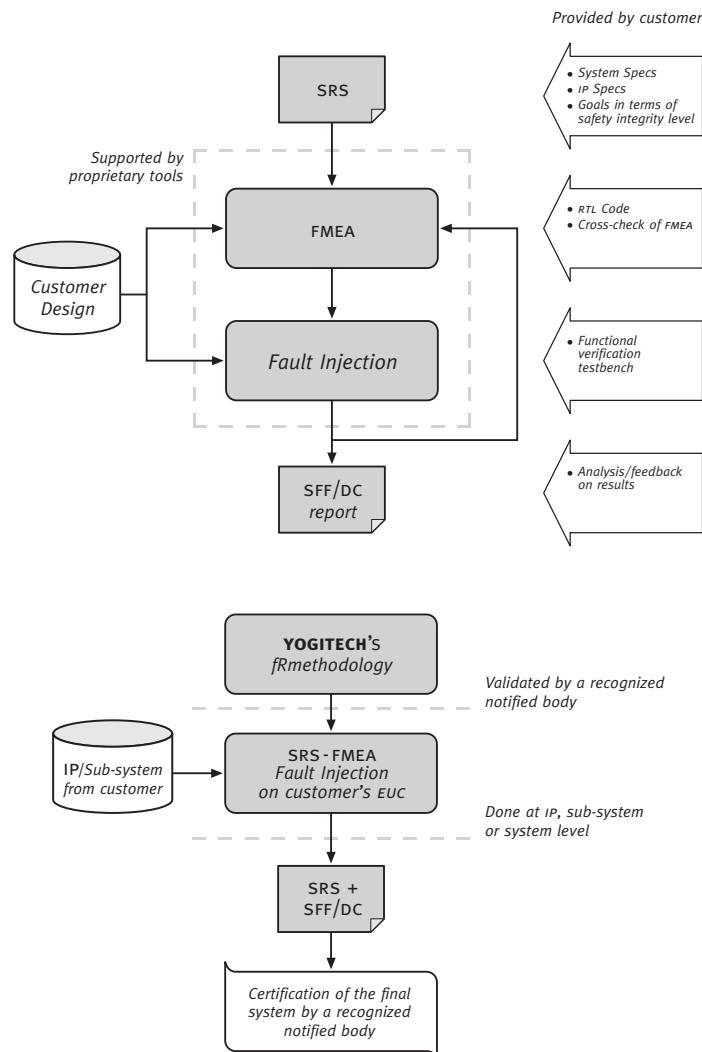 Provided by customer
SRS
• System Specs
• IP Specs
• Goals in terms of
safety integrity level
Supported by
proprietary tools
FMEA
• RTL Code
• Cross-check of FMEA
Customer
Design
Fault Injection
• Functional
verification
testbench
SFF/DC
report
• Analysis/feedback
on results
YOGITECH'S
fRmethodology
Validated by a recognized
notified body
IP/Sub-system
from customer
SRS-FMEA
Fault Injection
on customer's EUC
Done at IP, sub-system
or system level
SRS +
SFF/DC
Certification of the final
system by a recognized
notified body